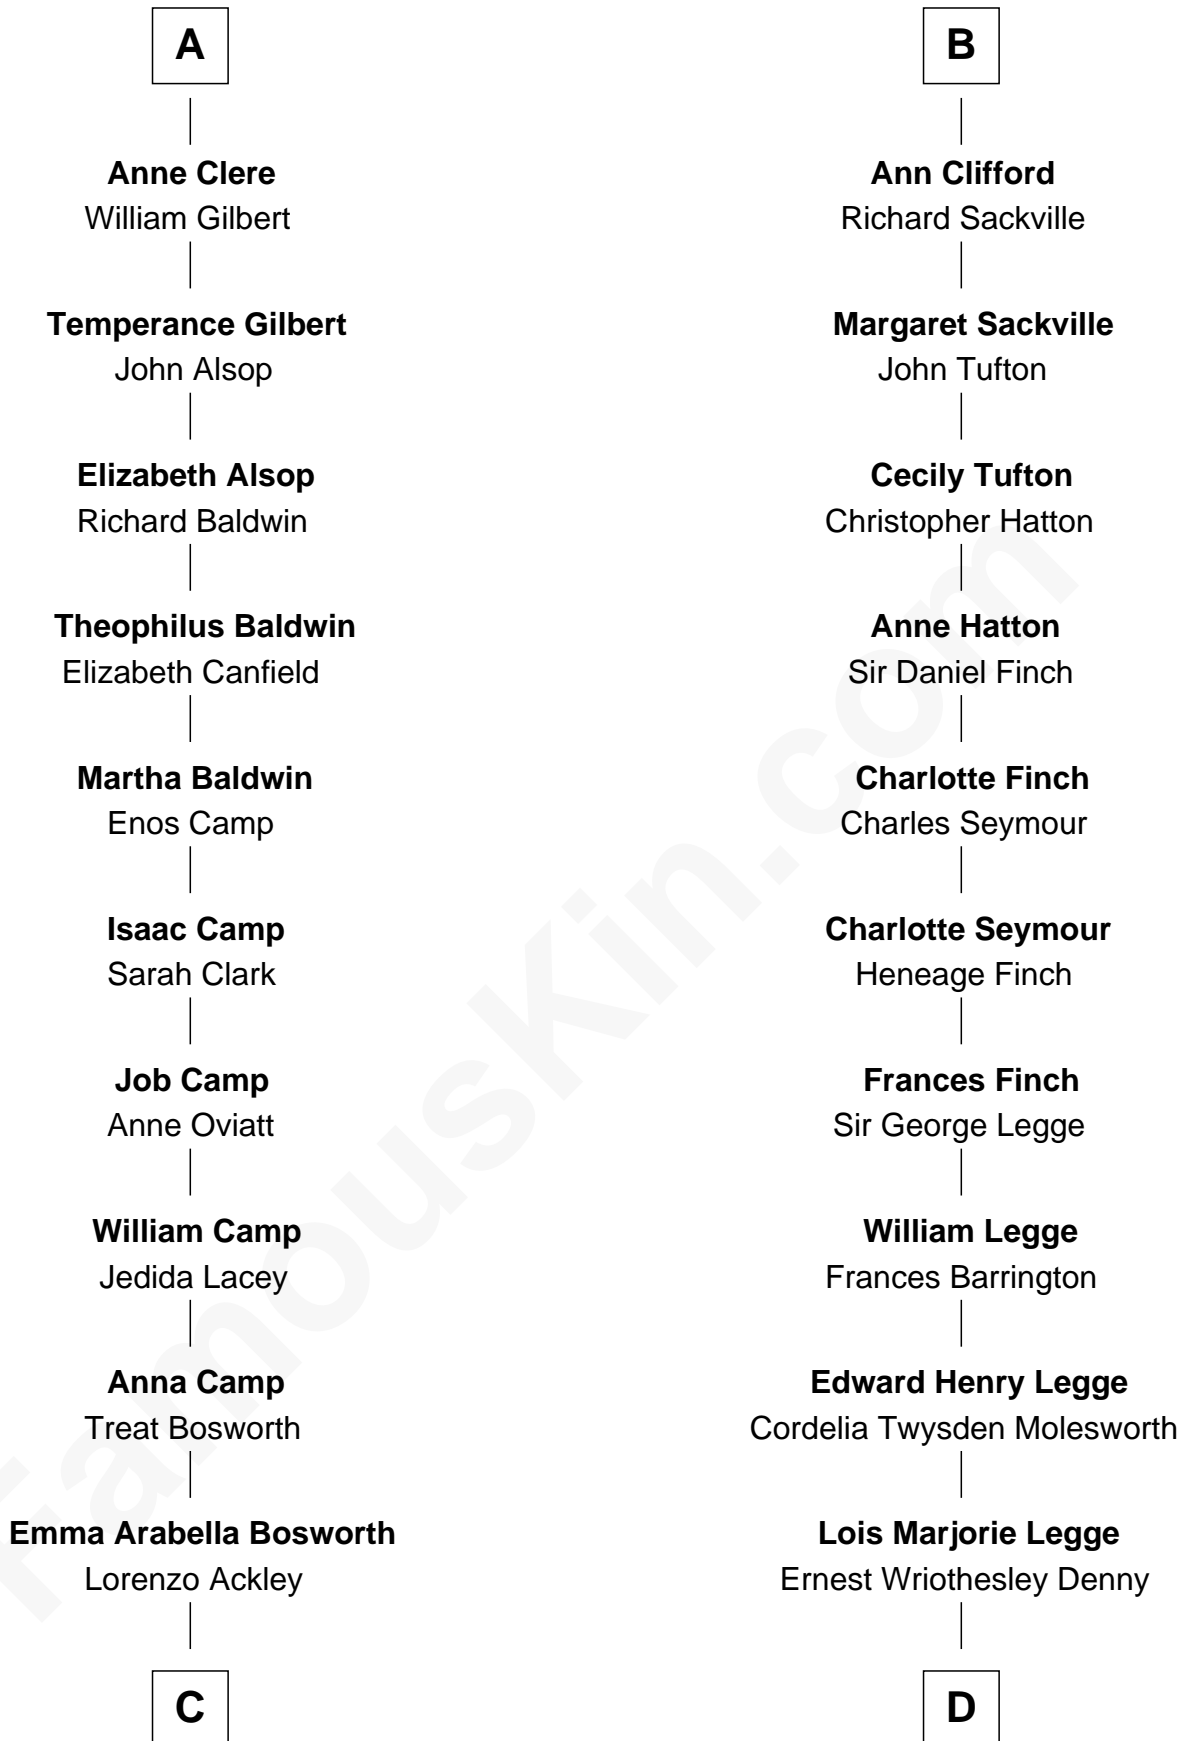 A
Anne Clere
William Gilbert
Temperance Gilbert
John Alsop
Elizabeth Alsop
Richard Baldwin
Theophilus Baldwin
Elizabeth Canfield
Martha Baldwin
Enos Camp
Isaac Camp
Sarah Clark
Job Camp
Anne Oviatt
William Camp
Jedida Lacey
Anna Camp
Treat Bosworth
Emma Arabella Bosworth
Lorenzo Ackley
C
B
Ann Clifford
Richard Sackville
Margaret Sackville
John Tufton
Cecily Tufton
Christopher Hatton
Anne Hatton
Sir Daniel Finch
Charlotte Finch
Charles Seymour
Charlotte Seymour
Heneage Finch
Frances Finch
Sir George Legge
William Legge
Frances Barrington
Edward Henry Legge
Cordelia Twysden Molesworth
Lois Marjorie Legge
Ernest Wriothesley Denny
D
FamousKin.com